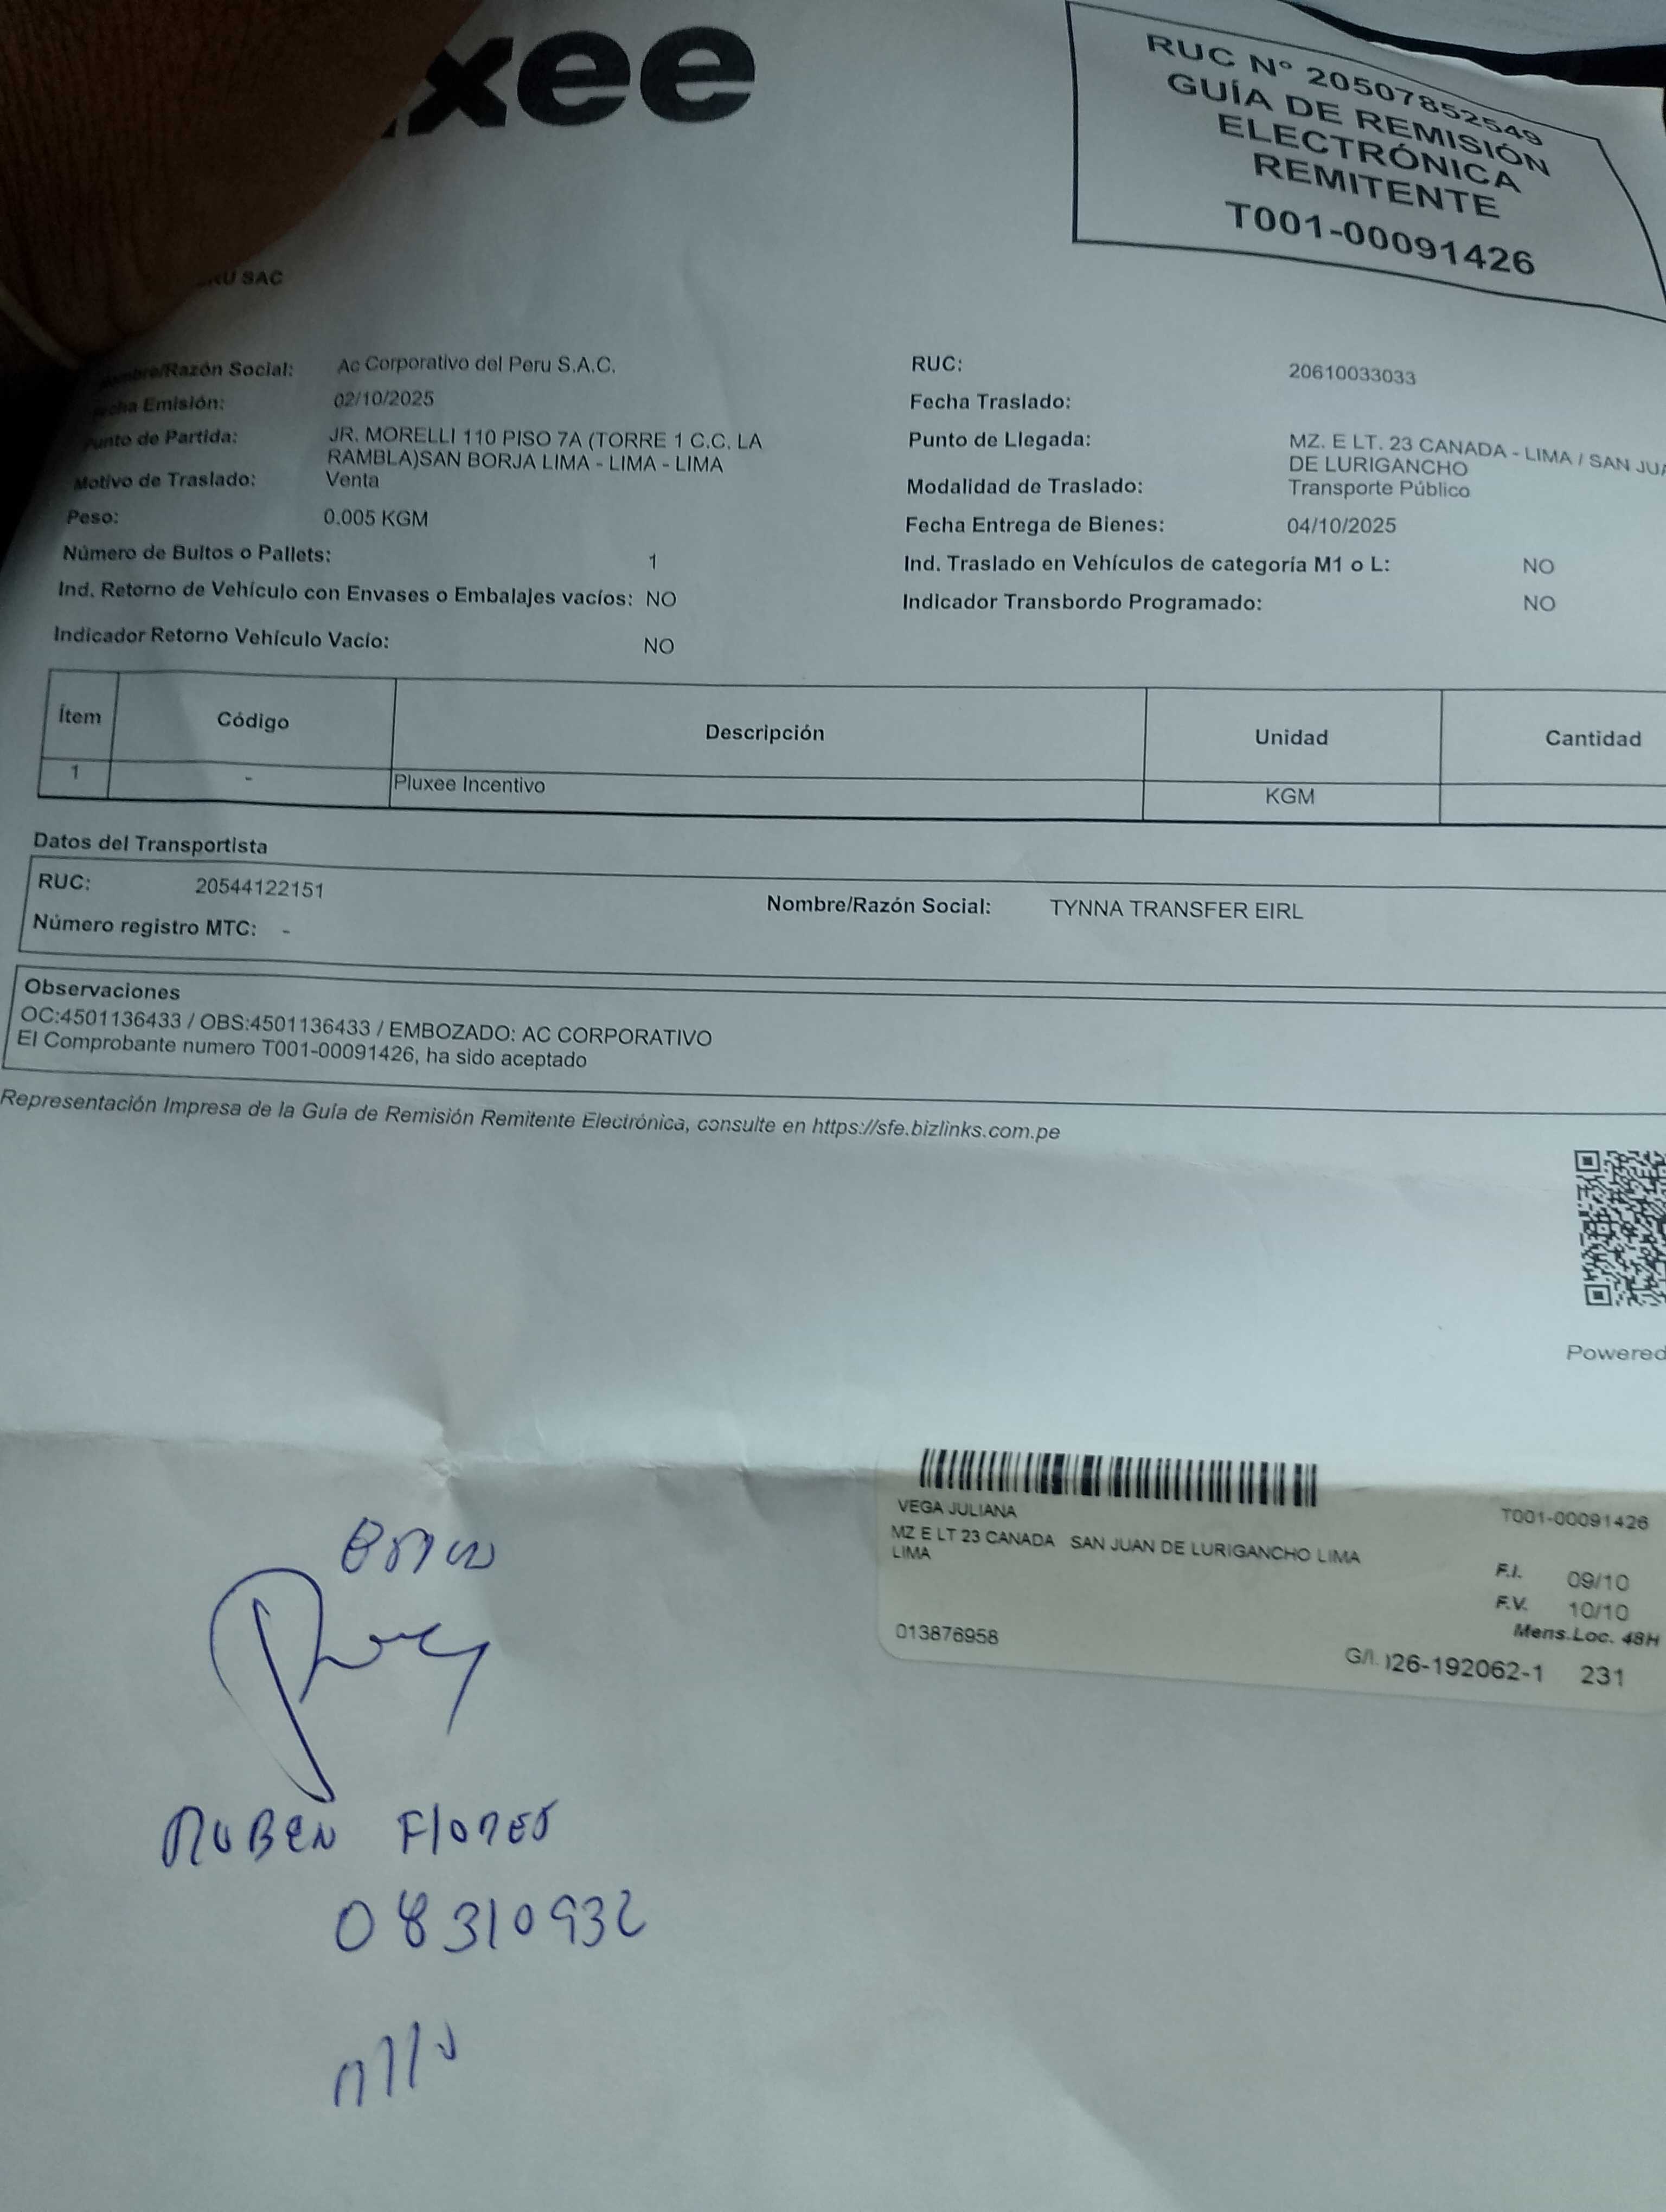 xee
RUC N° 20507852549
GUÍA DE REMISIÓN
ELECTRÓNICA
REMITENTE
T001-00091426
SAC
Razón Social: Ac Corporativo del Peru S.A.C.
RUC: 20610033033
Emisión: 02/10/2025
Fecha Traslado:
Punto de Partida: JR. MORELLI 110 PISO 7A (TORRE 1 C.C. LA
RAMBLA)SAN BORJA LIMA - LIMA - LIMA
Punto de Llegada: MZ. E LT. 23 CANADA - LIMA / SAN
DE LURIGANCHO
Motivo de Traslado: Venta
Modalidad de Traslado: Transporte Público
Peso: 0.005 KGM
Fecha Entrega de Bienes: 04/10/2025
Número de Bultos o Pallets: 1
Ind. Traslado en Vehículos de categoría M1 o L: NO
Ind. Retorno de Vehículo con Envases o Embalajes vacíos: NO
Indicador Transbordo Programado: NO
Indicador Retorno Vehículo Vacío: NO
Ítem Código Descripción Unidad Cantidad
1 - Pluxee Incentivo KGM
Datos del Transportista
RUC: 20544122151
Nombre/Razón Social: TYNNA TRANSFER EIRL
Número registro MTC: -
Observaciones
OC:4501136433 / OBS:4501136433 / EMBOZADO: AC CORPORATIVO
El Comprobante numero T001-00091426, ha sido aceptado
Representación Impresa de la Guía de Remisión Remitente Electrónica, consulte en https://sfe.bizlinks.com.pe
Powered
VEGA JULIANA
T001-00091426
MZ E LT 23 CANADA SAN JUAN DE LURIGANCHO LIMA
LIMA
F.I. 09/10
F.V. 10/10
Mens.Loc. 48H
013876958
G/I. 026-192062-1 231
RUBEN Flores
08310932